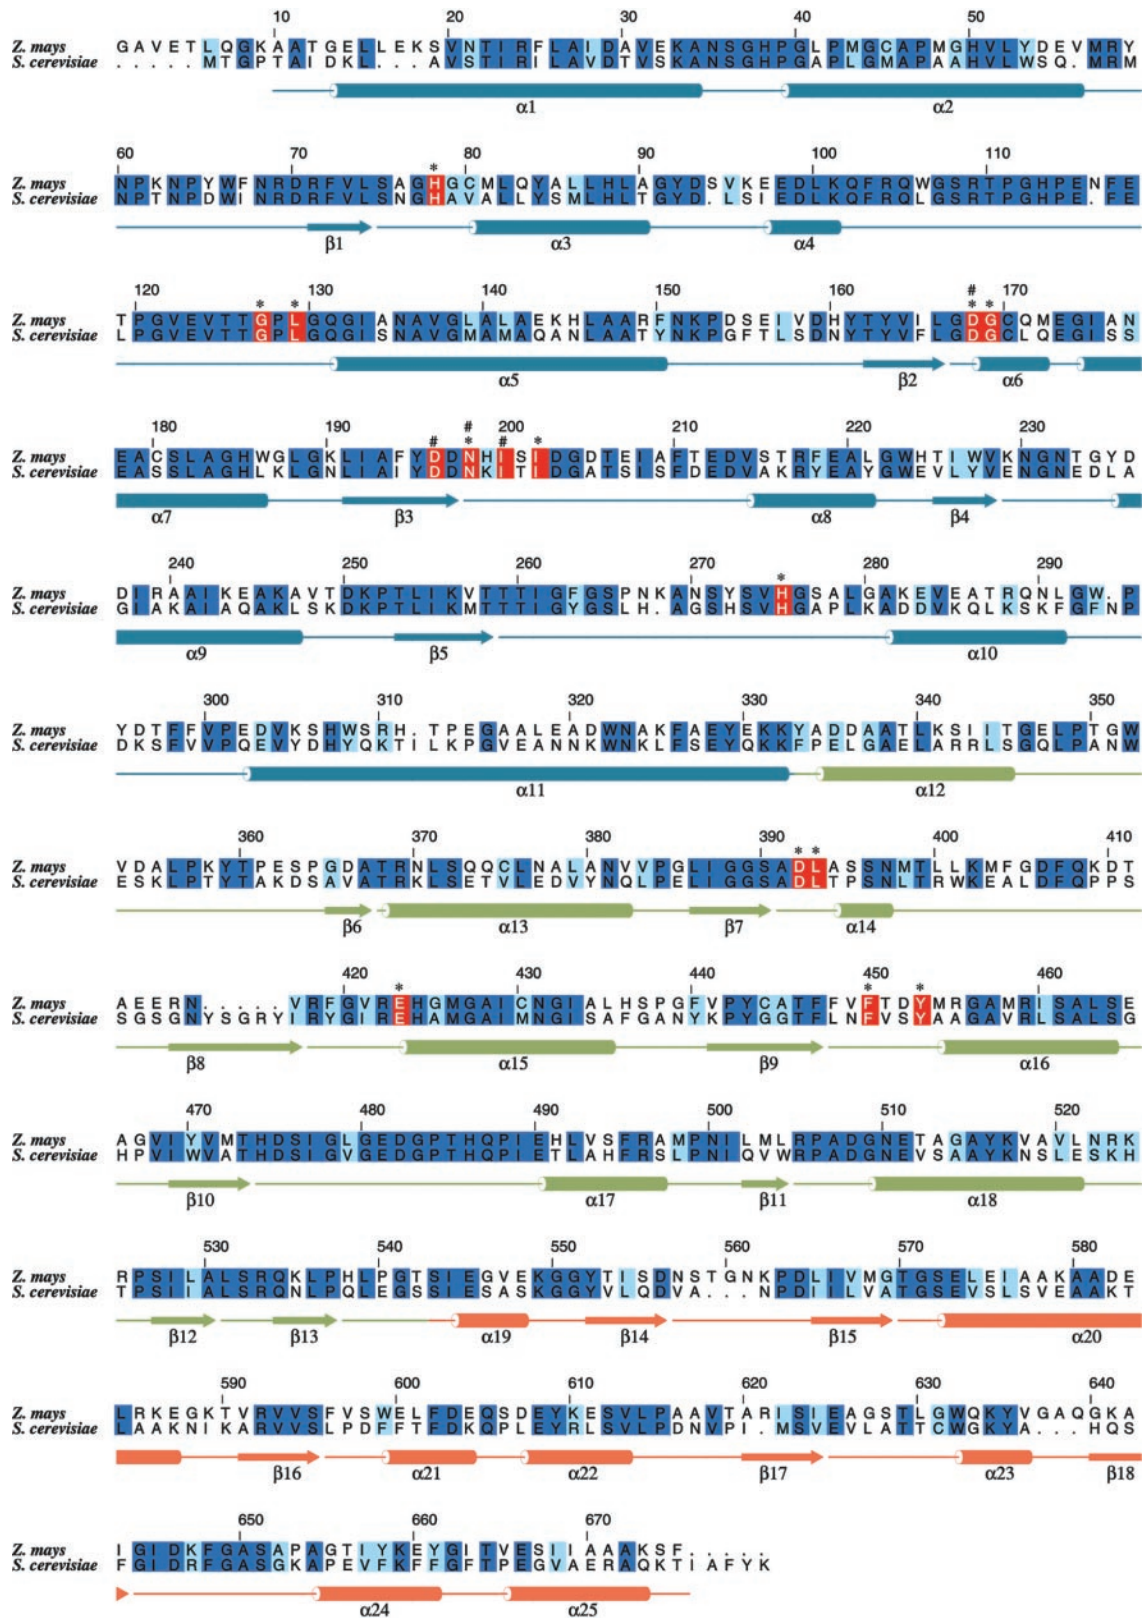 10 20 30 40 50
Z. mays GAVETLQGKAATGELLEKSVNTIRFLAIDAVEKANSGHPGLPMGCAPMGHVLYDEVMRY
S. cerevisiae .....MTGPTAIDKL...AVSTIRILAVDTVSKANSGHPGAPLGMAPAAHVLWSQ.MRM
α1 α2
60 70 80 90 100 110
*
Z. mays NPKNPYWFNRDRFVLSAGHGCMLQYALLHLAGYDSVKEEDLKQFRQWGSRTPGHPENFE
S. cerevisiae NPTNPDWINRDRFVLSNGHAVALLYSMLHLTGYD.LSIEDLKQFRQLGSRTPGHPE.FE
β1 α3 α4
120 130 140 150 160 170
* * # * *
Z. mays TPGVEVTTGPLGQGIANAVGLALAEKHLAARFNKPDSEIVDHYTYVILGDGCQMEGIAN
S. cerevisiae LPGVEVTTGPLGQGISNAVGMAMAQANLAATYNKPGFTLSDNYTYVFLGDGCLQEGISS
α5 β2 α6
180 190 200 210 220 230
# # * # *
Z. mays EACSLAGHWGLGKLIAFYDDNHISIDGDTEIAFTEDVSTRFEALGWHTIWVKNGNTGYD
S. cerevisiae EASSLAGHLKLGNLIAIYDDNKITIDGATSISFDEDVAKRYEAYGWEVLYVENGNEDLA
α7 β3 α8 β4
240 250 260 270 280 290
*
Z. mays DIRAAIKEAKAVTDKPTLIKVTTTIGFGSPNKANSYSVHGSALGAKEVEATRQNLGW.P
S. cerevisiae GIAKAIAQAKLSKDKPTLIKMTTTIGYGSLH.AGSHSVHGAPLKADDVKQLKSKFGFNP
α9 β5 α10
300 310 320 330 340 350
Z. mays YDTFFVPEDVKSHWSRH.TPEGAALEADWNAKFAEYEKKYADDAATLKSIITGELPTGW
S. cerevisiae DKSFVVPQEVYDHYQKTILKPGVEANNKWNKLFSEYQKKFPELGAELARRLSGQLPANW
α11 α12
360 370 380 390 400 410
* *
Z. mays VDALPKYTPESPGDATRNLSQQCLNALANVVPGLIGGSADLASSNMTLLKMFGDFQKDT
S. cerevisiae ESKLPTYTAKDSAVATRKLSETVLEDVYNQLPELIGGSADLTPSNLTRWKEALDFQPPS
β6 α13 β7 α14
420 430 440 450 460
* * *
Z. mays AEERN.....VRFGVREHGMGAICNGIALHSPGFVPYCATFFVFTDYMRGAMRISALSE
S. cerevisiae SGSGNYSGRYIRYGIREHAMGAIMNGISAFGANYKPYGGTFLNFVSYAAGAVRLSALSG
β8 α15 β9 α16
470 480 490 500 510 520
Z. mays AGVIYVMTHDSIGLGEDGPTHQPIEHLVSFRAMPNILMLRPADGNETAGAYKVAVLNRK
S. cerevisiae HPVIWVATHDSIGVGEDGPTHQPIETLAHFRSLPNIQVWRPADGNEVSAAYKNSLESKH
β10 α17 β11 α18
530 540 550 560 570 580
Z. mays RPSILALSRQKLPHLPGTSIEGVEKGGYTISDNSTGNKPDLIVMGTGSELEIAAKAADE
S. cerevisiae TPSIIALSRQNLPQLEGSSIESASKGGYVLQDVA...NPDIILVATGSEVSLSVEAAKT
β12 β13 α19 β14 β15 α20
590 600 610 620 630 640
Z. mays LRKEGKTVRVVSFVSWELFDEQSDEYKESVLPAAVTARISIEAGSTLGWQKYVGAQGKA
S. cerevisiae LAAKNIKARVVSLPDFFTFDKQPLEYRLSVLPDNVPI.MSVEVLATTCWGKYA...HQS
β16 α21 α22 β17 α23 β18
650 660 670
Z. mays IGIDKFGASAPAGTIYKEYGITVESIIAAAKSF.....
S. cerevisiae FGIDRFGASGKAPEVFKFFGFTPEGVAERAQKTIAFYK
α24 α25